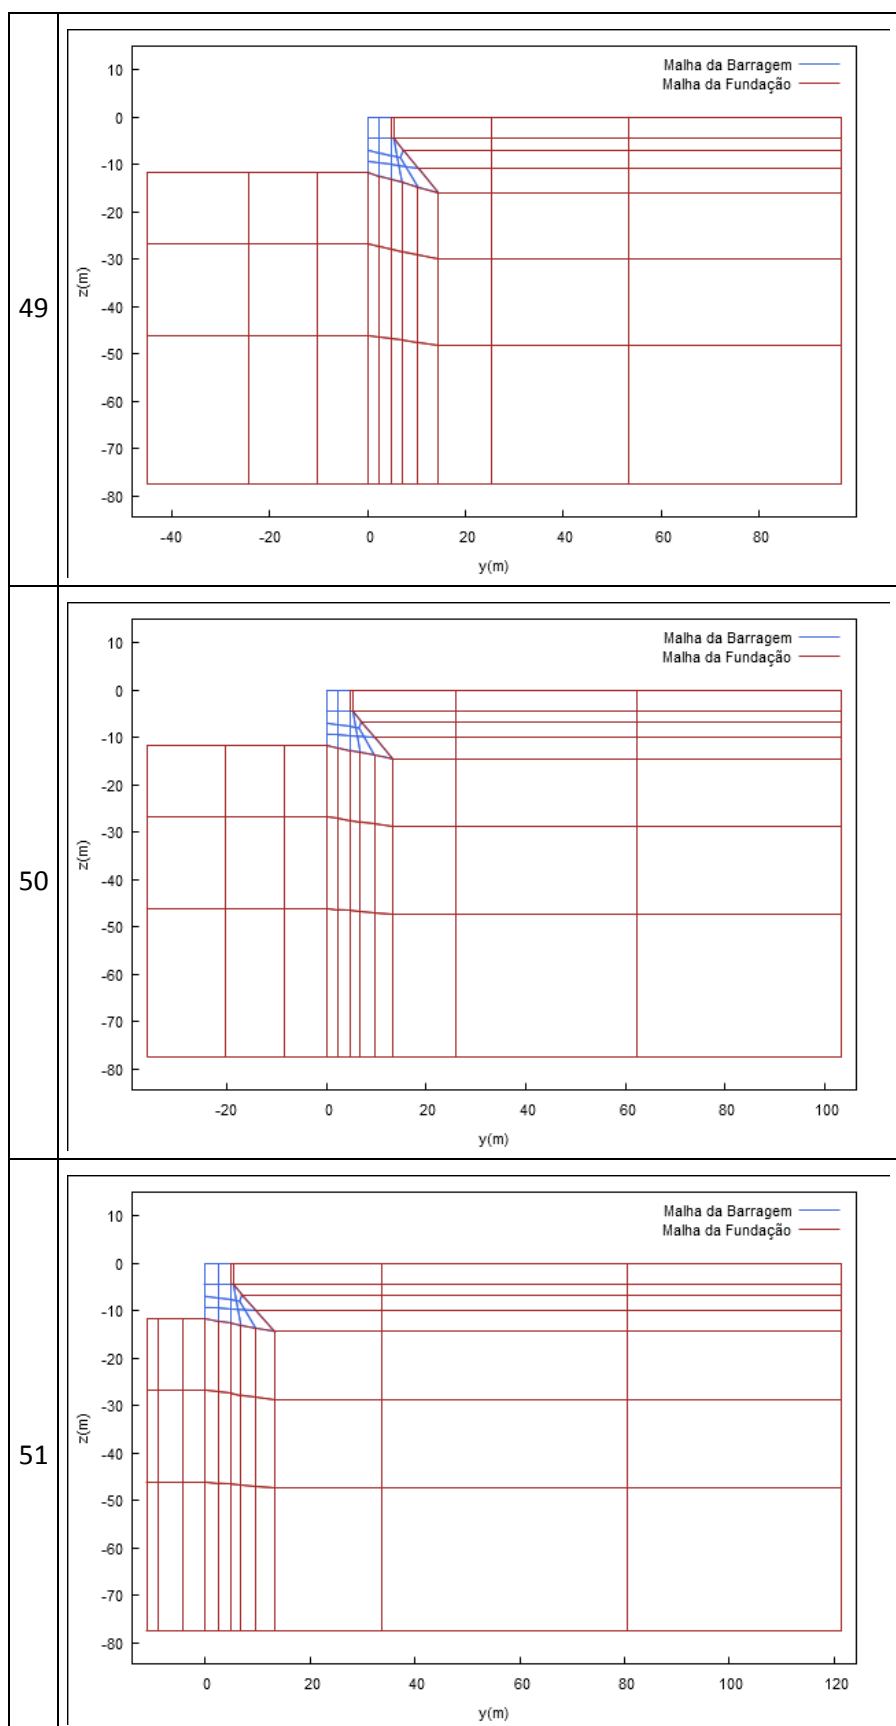 49
Malha da Barragem
Malha da Fundação
10
0
-10
-20
-30
-40
-50
-60
-70
-80
z(m)
-40 -20 0 20 40 60 80
y(m)
50
Malha da Barragem
Malha da Fundação
10
0
-10
-20
-30
-40
-50
-60
-70
-80
z(m)
-20 0 20 40 60 80 100
y(m)
51
Malha da Barragem
Malha da Fundação
10
0
-10
-20
-30
-40
-50
-60
-70
-80
z(m)
0 20 40 60 80 100 120
y(m)